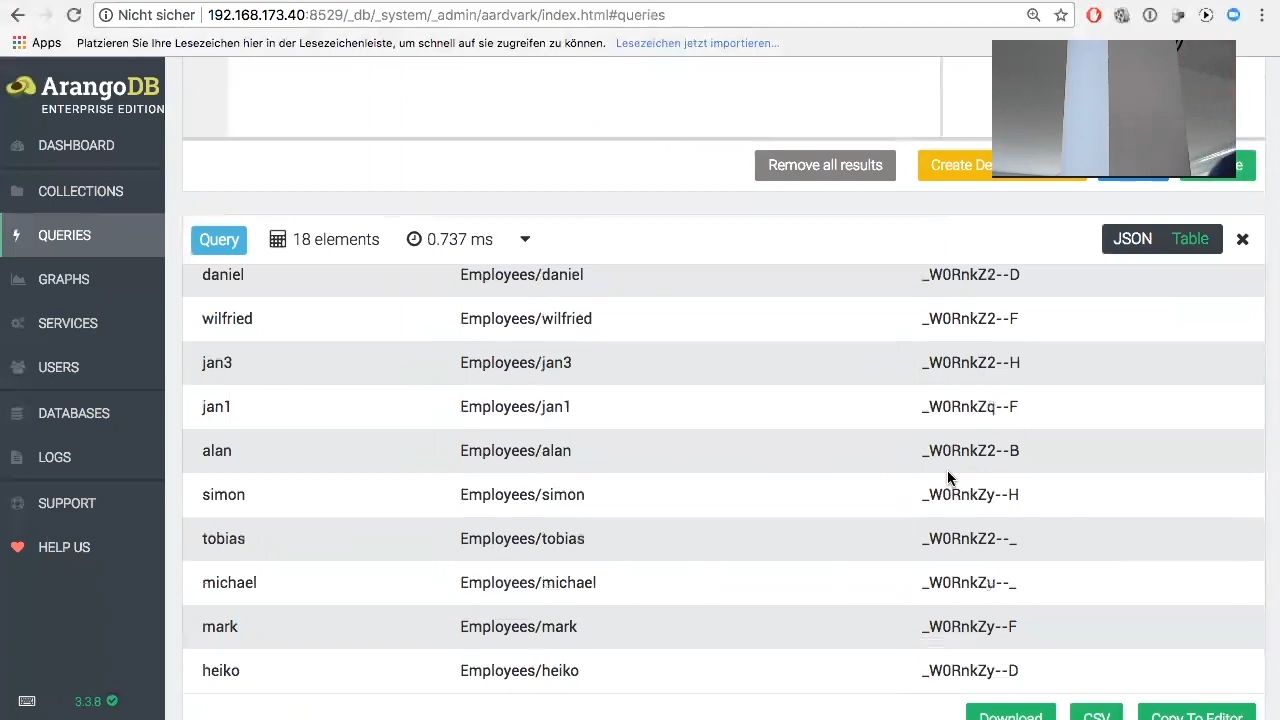 Nicht sicher | 192.168.173.40:8529/_db/_system/_admin/aardvark/index.html#queries
Apps Platzieren Sie Ihre Lesezeichen hier in der Lesezeichenleiste, um schnell auf sie zugreifen zu können. Lesezeichen jetzt importieren...
ArangoDB
ENTERPRISE EDITION
DASHBOARD
COLLECTIONS
QUERIES
GRAPHS
SERVICES
USERS
DATABASES
LOGS
SUPPORT
HELP US
3.3.8
Remove all results Create De
Query 18 elements 0.737 ms JSON Table
daniel Employees/daniel _W0RnkZ2--D
wilfried Employees/wilfried _W0RnkZ2--F
jan3 Employees/jan3 _W0RnkZ2--H
jan1 Employees/jan1 _W0RnkZq--F
alan Employees/alan _W0RnkZ2--B
simon Employees/simon _W0RnkZy--H
tobias Employees/tobias _W0RnkZ2--_
michael Employees/michael _W0RnkZu--_
mark Employees/mark _W0RnkZy--F
heiko Employees/heiko _W0RnkZy--D
Download CSV Copy To Editor